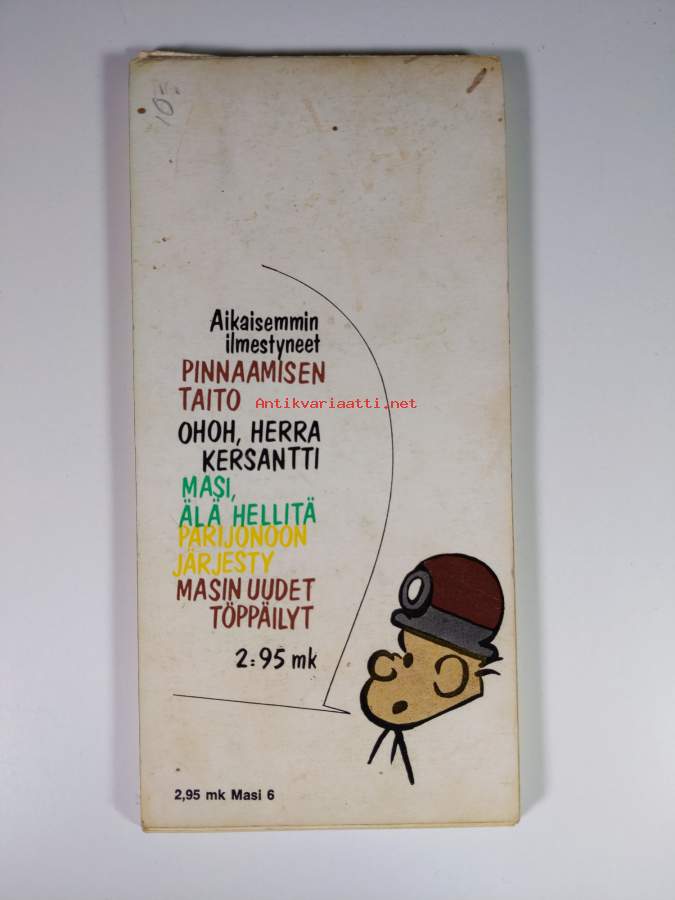 10:-
Aikaisemmin
ilmestyneet
PINNAAMISEN
TAITO
Antikvariaatti.net
OHOH, HERRA
KERSANTTI
MASI,
ÄLÄ HELLITÄ
PARIJONOON
JÄRJESTY
MASIN UUDET
TÖPPÄILYT
2:95 mk
2,95 mk Masi 6